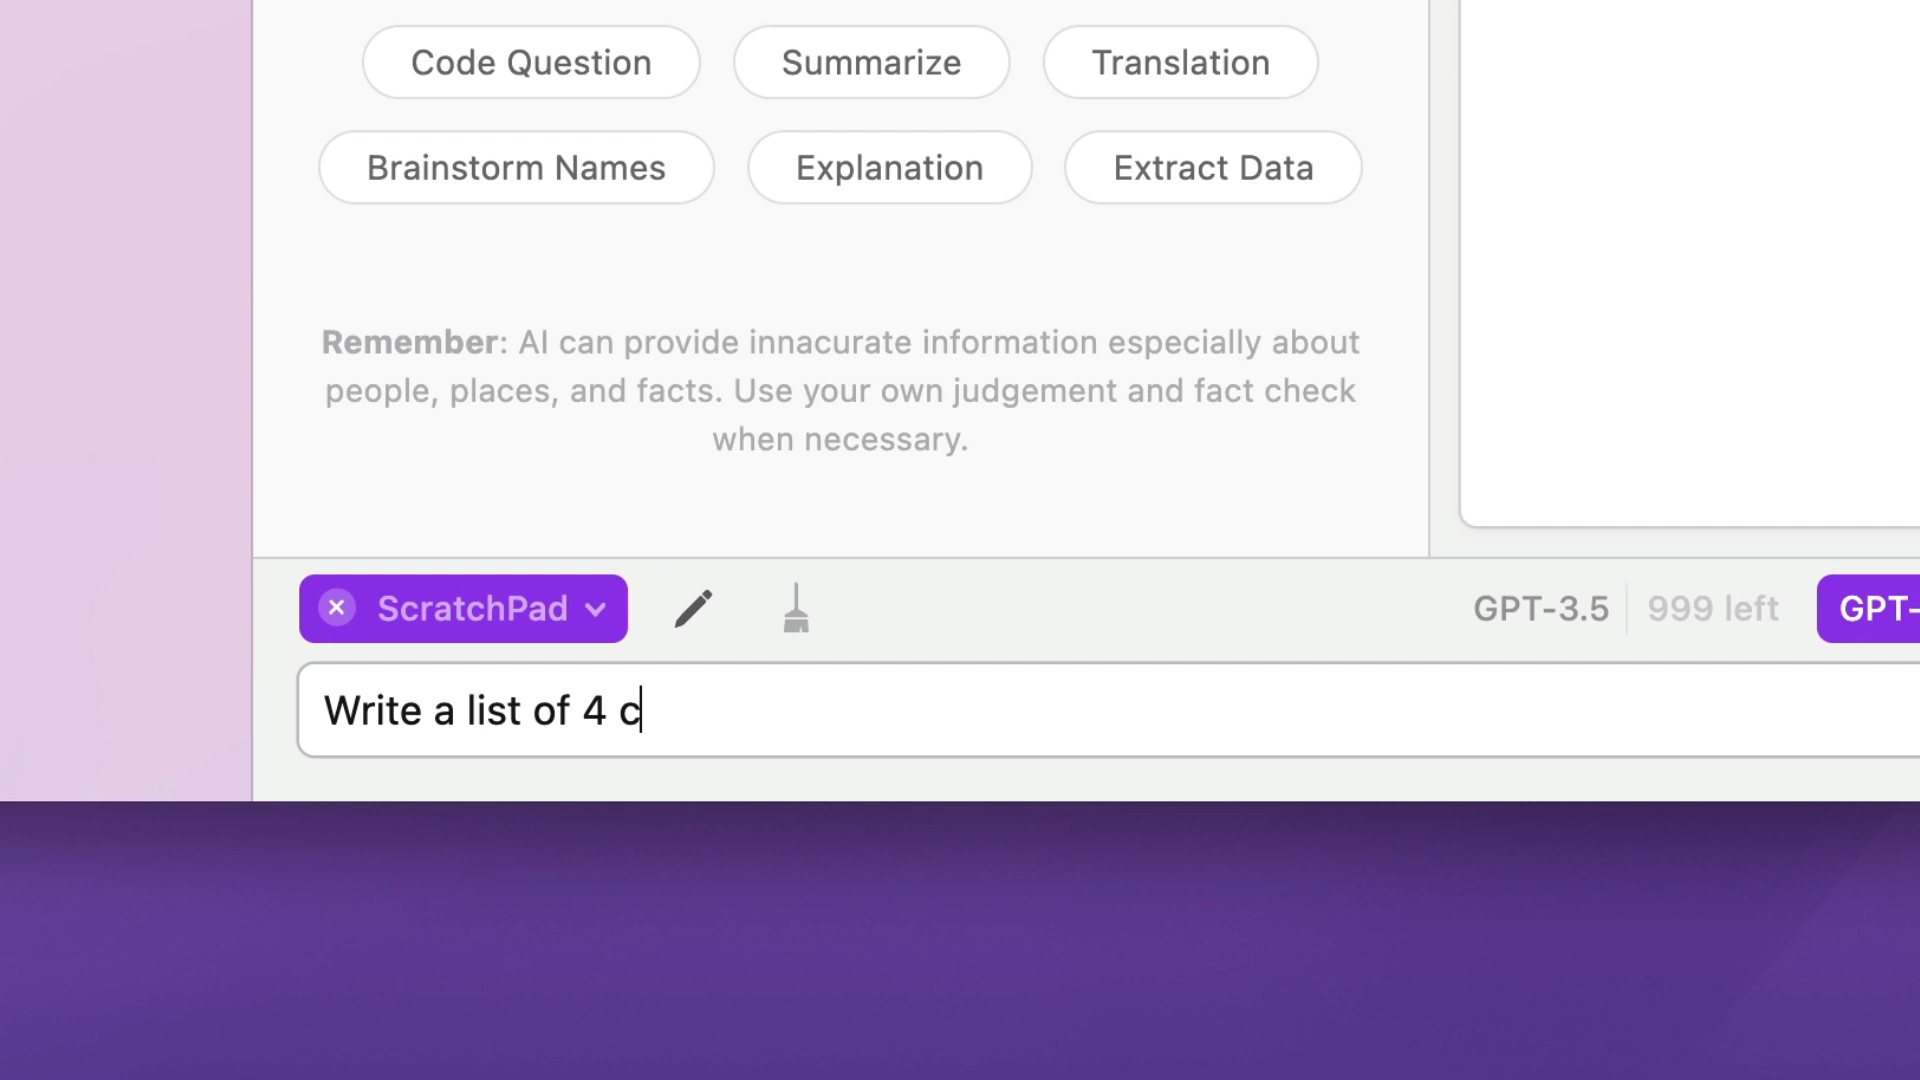 Code Question Summarize Translation
Brainstorm Names Explanation Extract Data
Remember: AI can provide innacurate information especially about
people, places, and facts. Use your own judgement and fact check
when necessary.
ScratchPad GPT-3.5 999 left GPT-
Write a list of 4 c